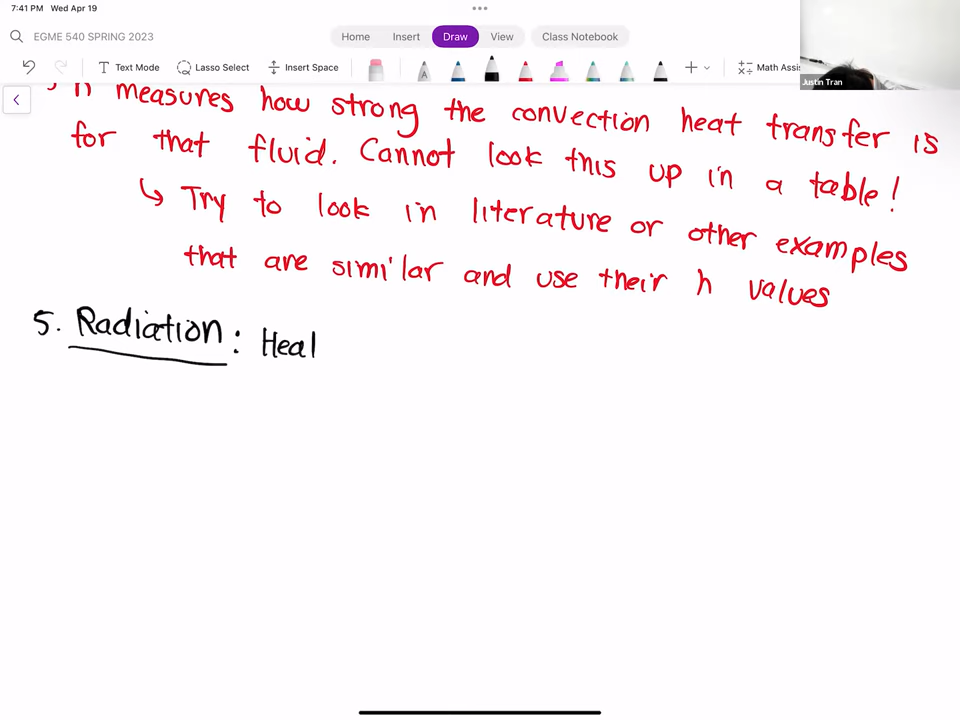 7:41 PM Wed Apr 19
EGME 540 SPRING 2023
Home Insert Draw View Class Notebook
Text Mode Lasso Select Insert Space Math Assis
Justin Tran
h measures how strong the convection heat transfer is
for that fluid. Cannot look this up in a table!
↳ Try to look in literature or other examples
that are similar and use their h values
5. Radiation: Heat